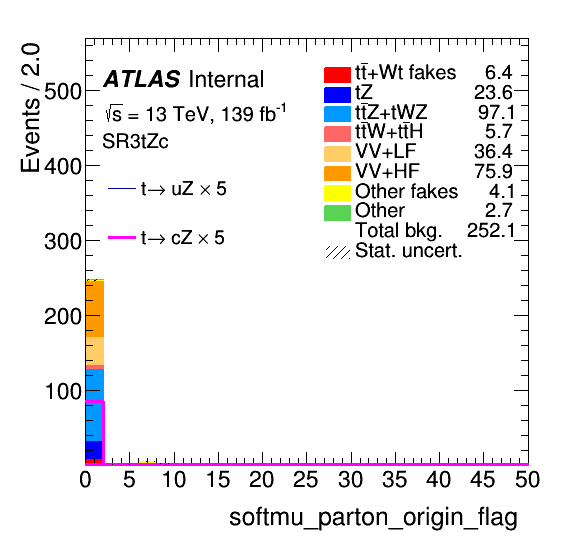 Events / 2.0
500
400
300
200
100
0
ATLAS Internal
√s = 13 TeV, 139 fb⁻¹
SR3tZc
t→ uZ × 5
t→ cZ × 5
tt̄+Wt fakes 6.4
tZ 23.6
tt̄Z+tWZ 97.1
tt̄W+tt̄H 5.7
VV+LF 36.4
VV+HF 75.9
Other fakes 4.1
Other 2.7
Total bkg. 252.1
Stat. uncert.
0 5 10 15 20 25 30 35 40 45 50
softmu_parton_origin_flag